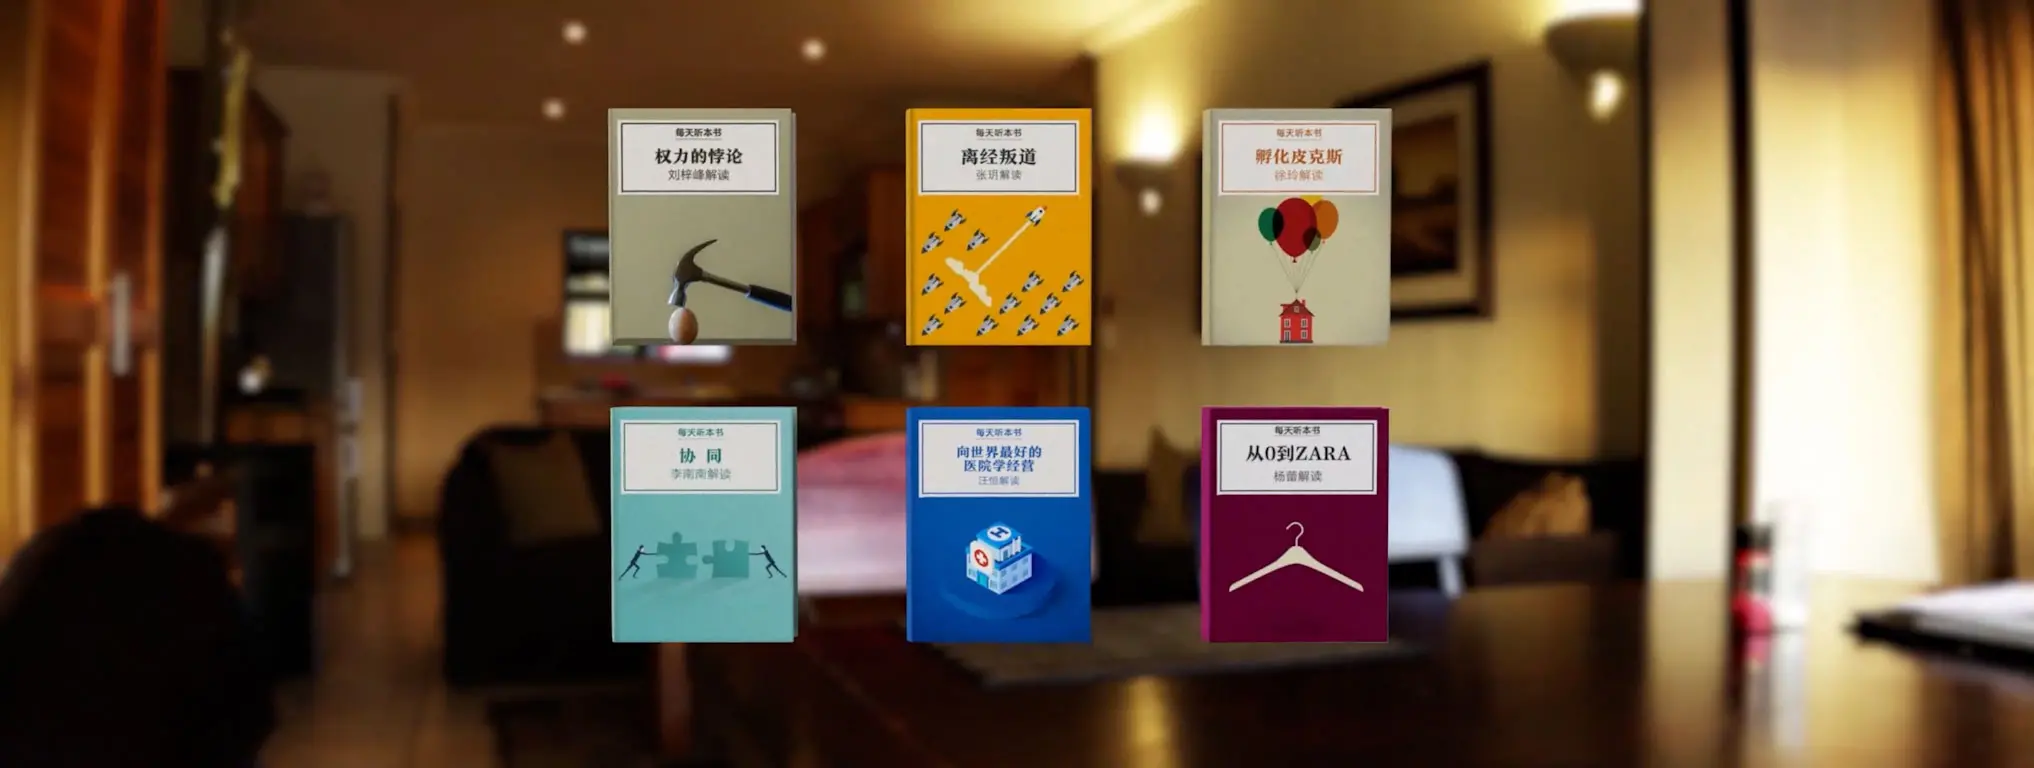 每天听本书
权力的悖论
刘梓峰解读
每天听本书
离经叛道
张玥解读
每天听本书
孵化皮克斯
徐玲解读
每天听本书
协 同
李南南解读
每天听本书
向世界最好的
医院学经营
汪恒解读
每天听本书
从0到ZARA
杨蕾解读